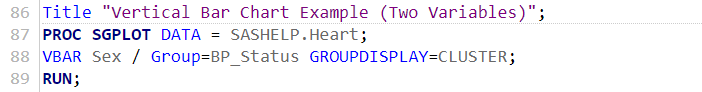 86 Title "Vertical Bar Chart Example (Two Variables)";
87 PROC SGPLOT DATA = SASHELP.Heart;
88 VBAR Sex / Group=BP_Status GROUPDISPLAY=CLUSTER;
89 RUN;